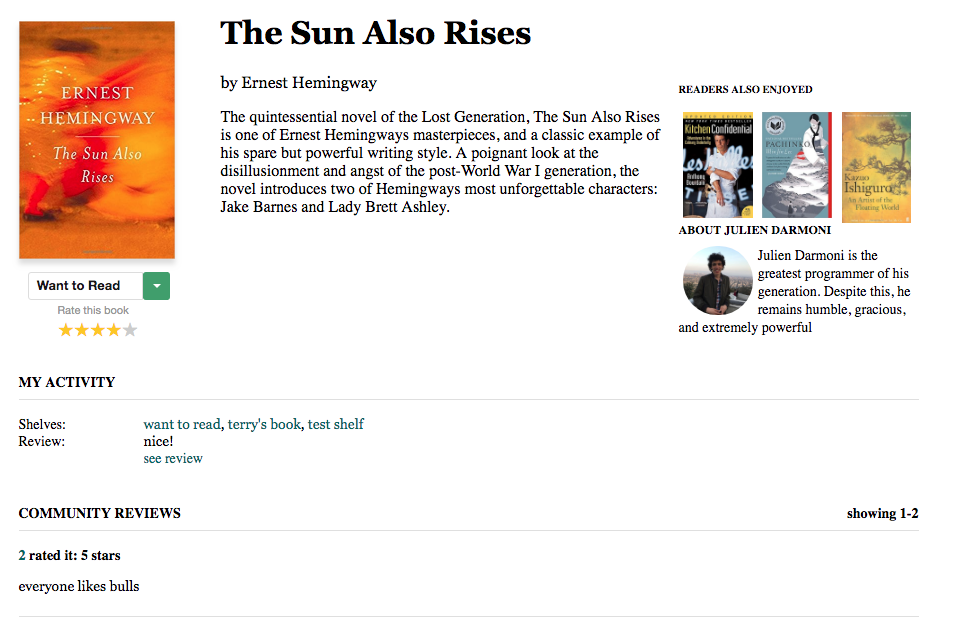 ERNEST
HEMINGWAY
The Sun Also
Rises
Want to Read
Rate this book
The Sun Also Rises
by Ernest Hemingway
The quintessential novel of the Lost Generation, The Sun Also Rises
is one of Ernest Hemingways masterpieces, and a classic example of
his spare but powerful writing style. A poignant look at the
disillusionment and angst of the post-World War I generation, the
novel introduces two of Hemingways most unforgettable characters:
Jake Barnes and Lady Brett Ashley.
READERS ALSO ENJOYED
Kitchen Confidential
Anthony
Bourdain
PACHINKO
Kazuo
Ishiguro
An Artist of the
Floating World
ABOUT JULIEN DARMONI
Julien Darmoni is the
greatest programmer of his
generation. Despite this, he
remains humble, gracious,
and extremely powerful
MY ACTIVITY
Shelves: want to read, terry's book, test shelf
Review: nice!
see review
COMMUNITY REVIEWS showing 1-2
2 rated it: 5 stars
everyone likes bulls